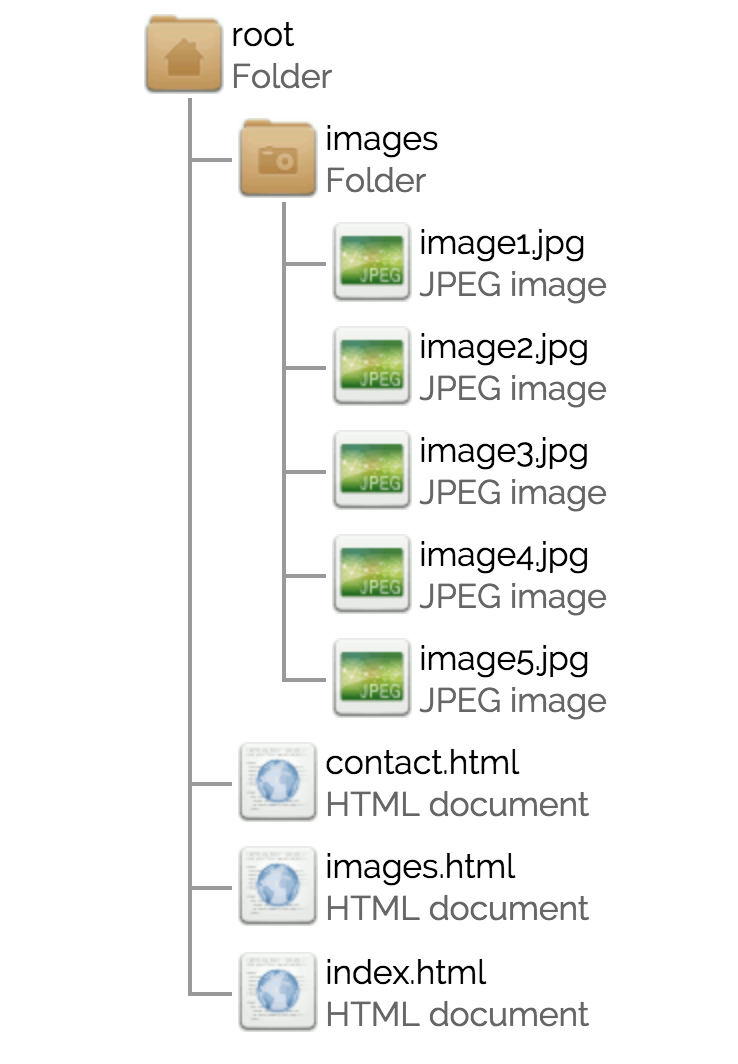 root
Folder
images
Folder
image1.jpg
JPEG image
JPEG
image2.jpg
JPEG image
JPEG
image3.jpg
JPEG image
JPEG
image4.jpg
JPEG image
JPEG
image5.jpg
JPEG image
JPEG
contact.html
HTML document
images.html
HTML document
index.html
HTML document